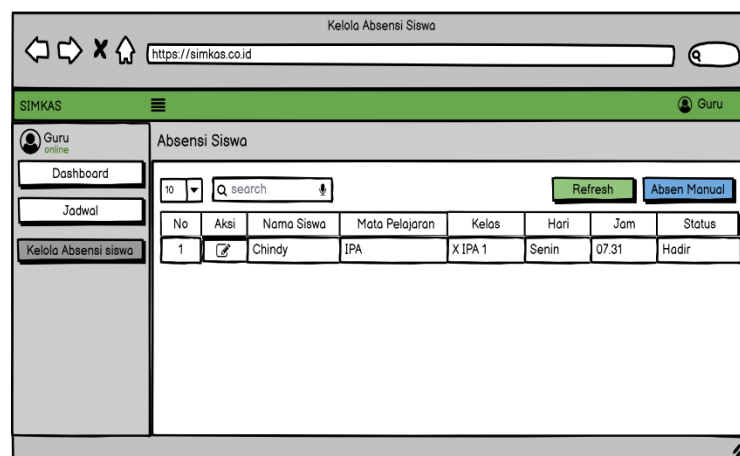 Kelola Absensi Siswa
https://simkas.co.id
SIMKAS Guru
Guru
online
Absensi Siswa
Dashboard
Jadwal
Kelola Absensi siswa
10 search Refresh Absen Manual
No Aksi Nama Siswa Mata Pelajaran Kelas Hari Jam Status
1 Chindy IPA X IPA 1 Senin 07.31 Hadir